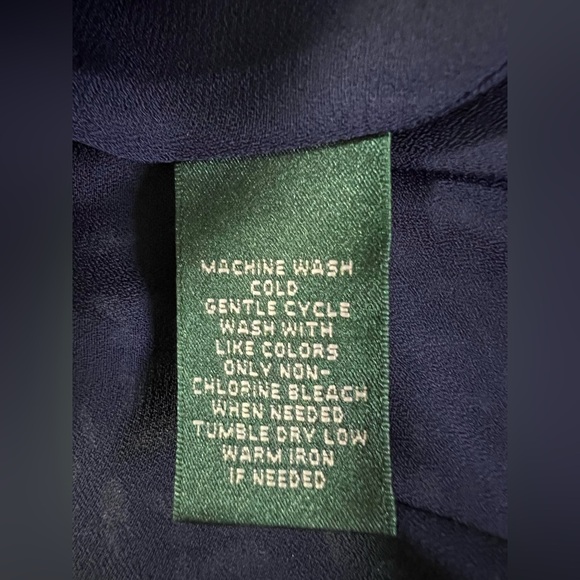 MACHINE WASH
COLD
GENTLE CYCLE
WASH WITH
LIKE COLORS
ONLY NON-
CHLORINE BLEACH
WHEN NEEDED
TUMBLE DRY LOW
WARM IRON
IF NEEDED